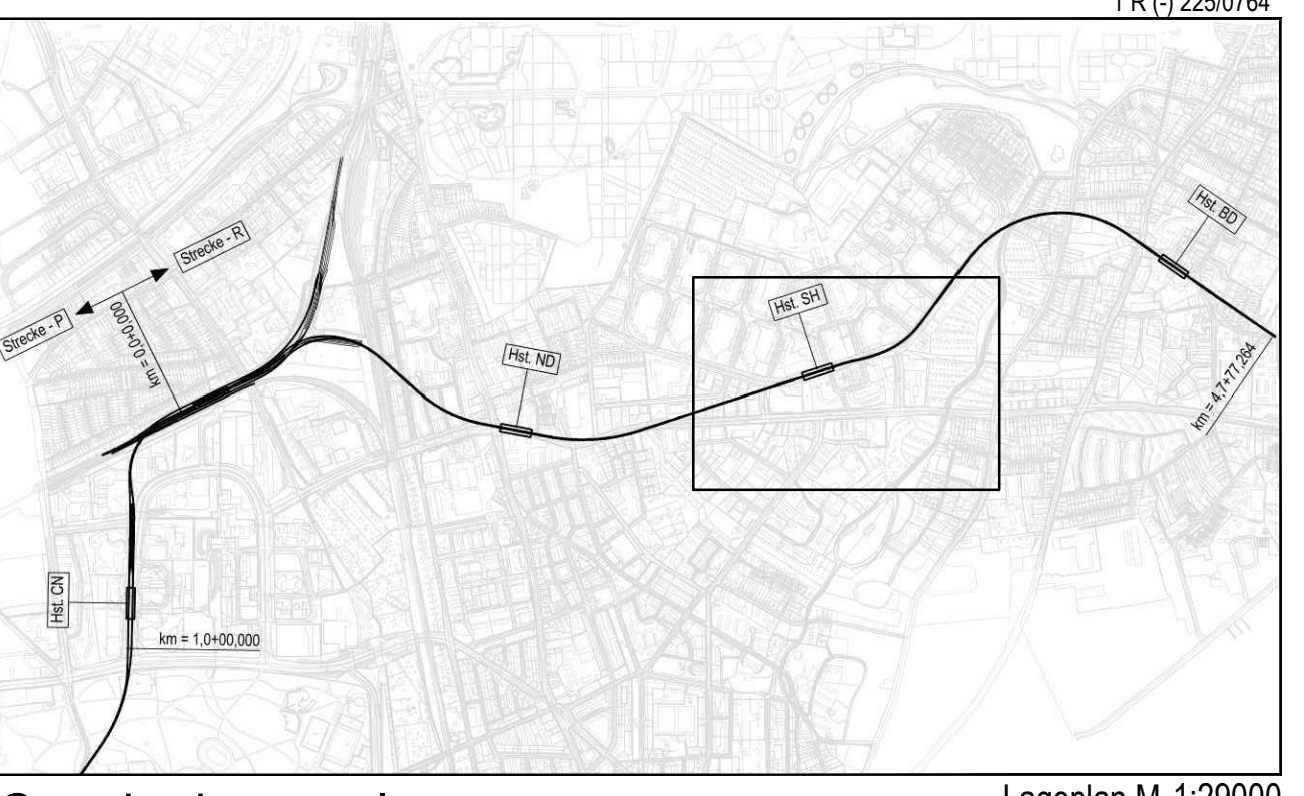 Strecke - R
Strecke - P
km = 0,0+0,000
Hst. CN
km = 1,0+00,000
Hst. ND
Hst. SH
Hst. BD
km = 4,7+77,264
Lageplan M 1:29000